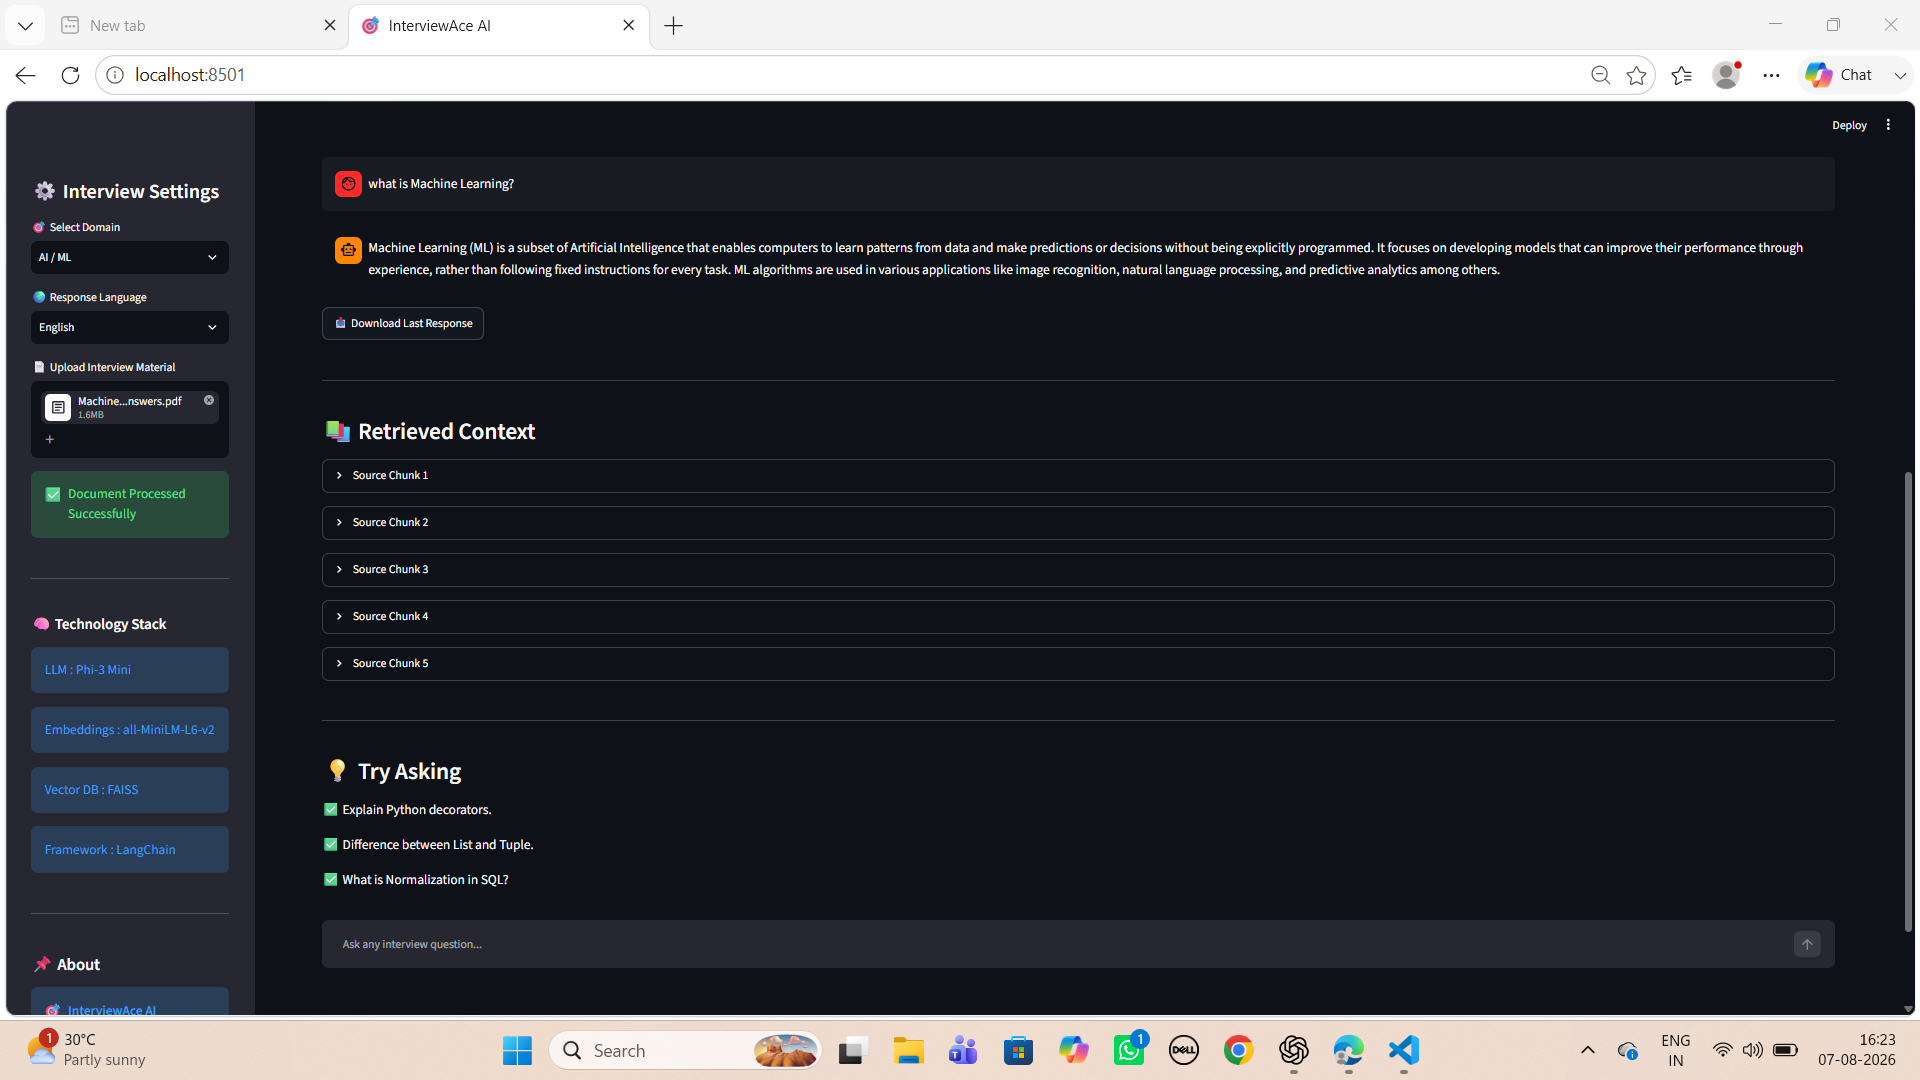 New tab
InterviewAce AI
localhost:8501
Chat
Deploy
Interview Settings
Select Domain
AI / ML
Response Language
English
Upload Interview Material
Machine...nswers.pdf
1.6MB
Document Processed
Successfully
Technology Stack
LLM : Phi-3 Mini
Embeddings : all-MiniLM-L6-v2
Vector DB : FAISS
Framework : LangChain
About
InterviewAce AI
what is Machine Learning?
Machine Learning (ML) is a subset of Artificial Intelligence that enables computers to learn patterns from data and make predictions or decisions without being explicitly programmed. It focuses on developing models that can improve their performance through
experience, rather than following fixed instructions for every task. ML algorithms are used in various applications like image recognition, natural language processing, and predictive analytics among others.
Download Last Response
Retrieved Context
Source Chunk 1
Source Chunk 2
Source Chunk 3
Source Chunk 4
Source Chunk 5
Try Asking
Explain Python decorators.
Difference between List and Tuple.
What is Normalization in SQL?
Ask any interview question...
1
30°C
Partly sunny
Search
T
1
DELL
ENG
IN
16:23
07-08-2026